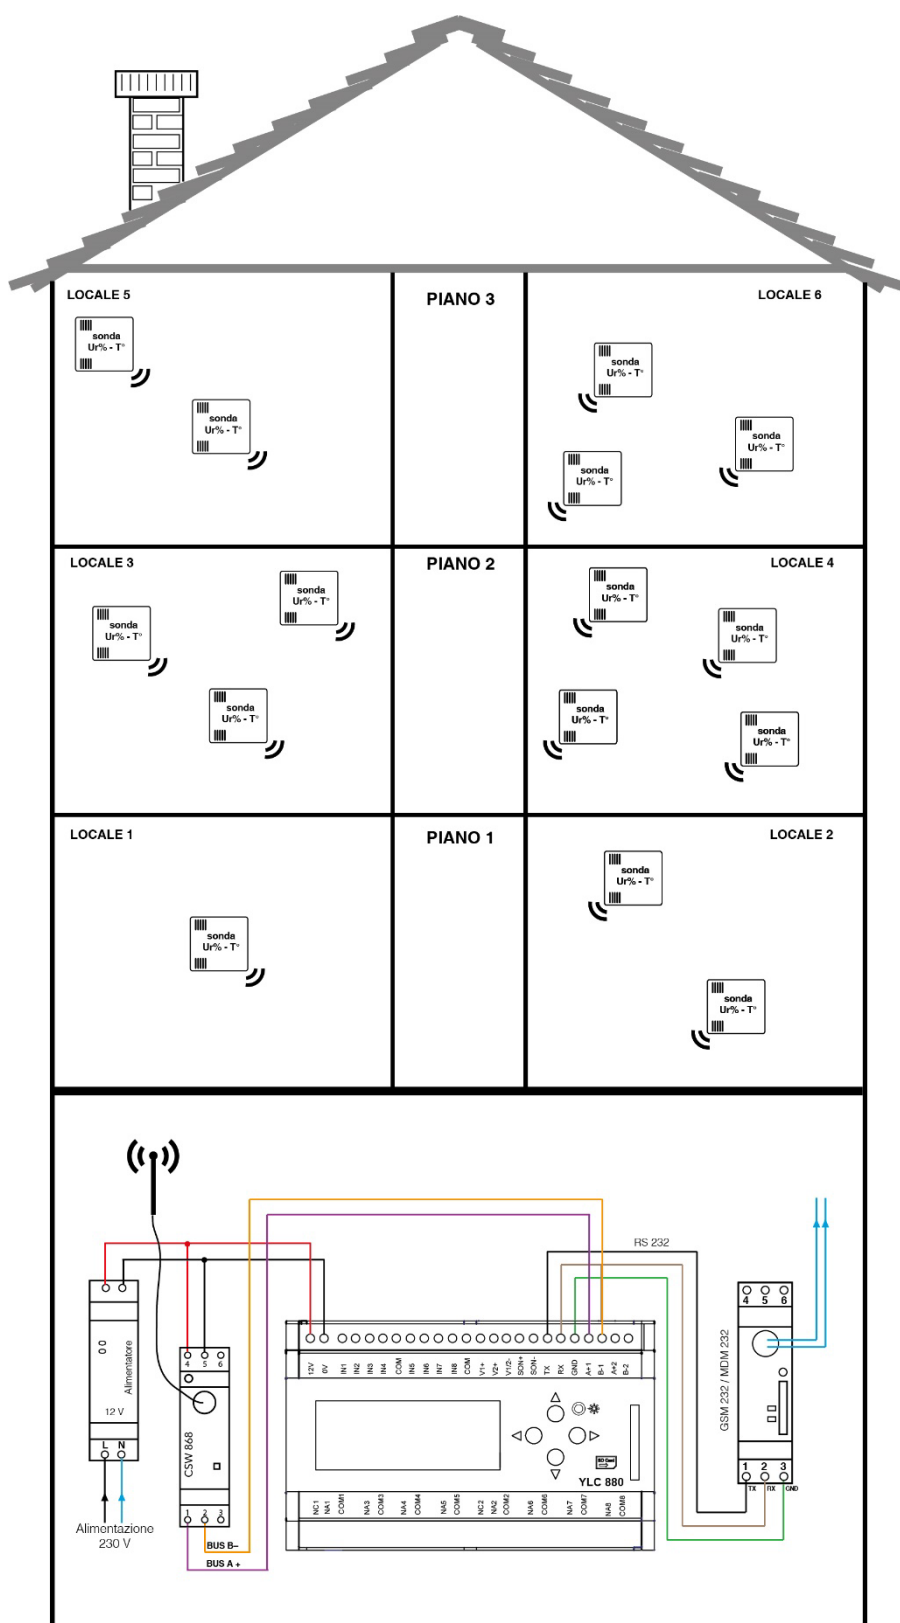 LOCALE 5
PIANO 3
LOCALE 6
sonda
Ur% - T°
sonda
Ur% - T°
sonda
Ur% - T°
sonda
Ur% - T°
sonda
Ur% - T°
LOCALE 3
PIANO 2
LOCALE 4
sonda
Ur% - T°
sonda
Ur% - T°
sonda
Ur% - T°
sonda
Ur% - T°
sonda
Ur% - T°
sonda
Ur% - T°
sonda
Ur% - T°
LOCALE 1
PIANO 1
LOCALE 2
sonda
Ur% - T°
sonda
Ur% - T°
sonda
Ur% - T°
RS 232
Alimentatore
12 V
L N
Alimentazione
230 V
4 5 6
CSW 868
1 2 3
BUS B–
BUS A +
12V 0V IN1 IN2 IN3 IN4 COM IN5 IN6 IN7 IN8 COM V1+ V2+ V1/2- SON+ SON- TX RX GND A+1 B-1 A+2 B-2
SD Card
YLC 880
NC1 NA1 COM1 NA3 COM3 NA4 COM4 NA5 COM5 NC2 NA2 COM2 NA6 COM6 NA7 COM7 NA8 COM8
4 5 6
GSM 232 / MDM 232
1 2 3
TX RX GND